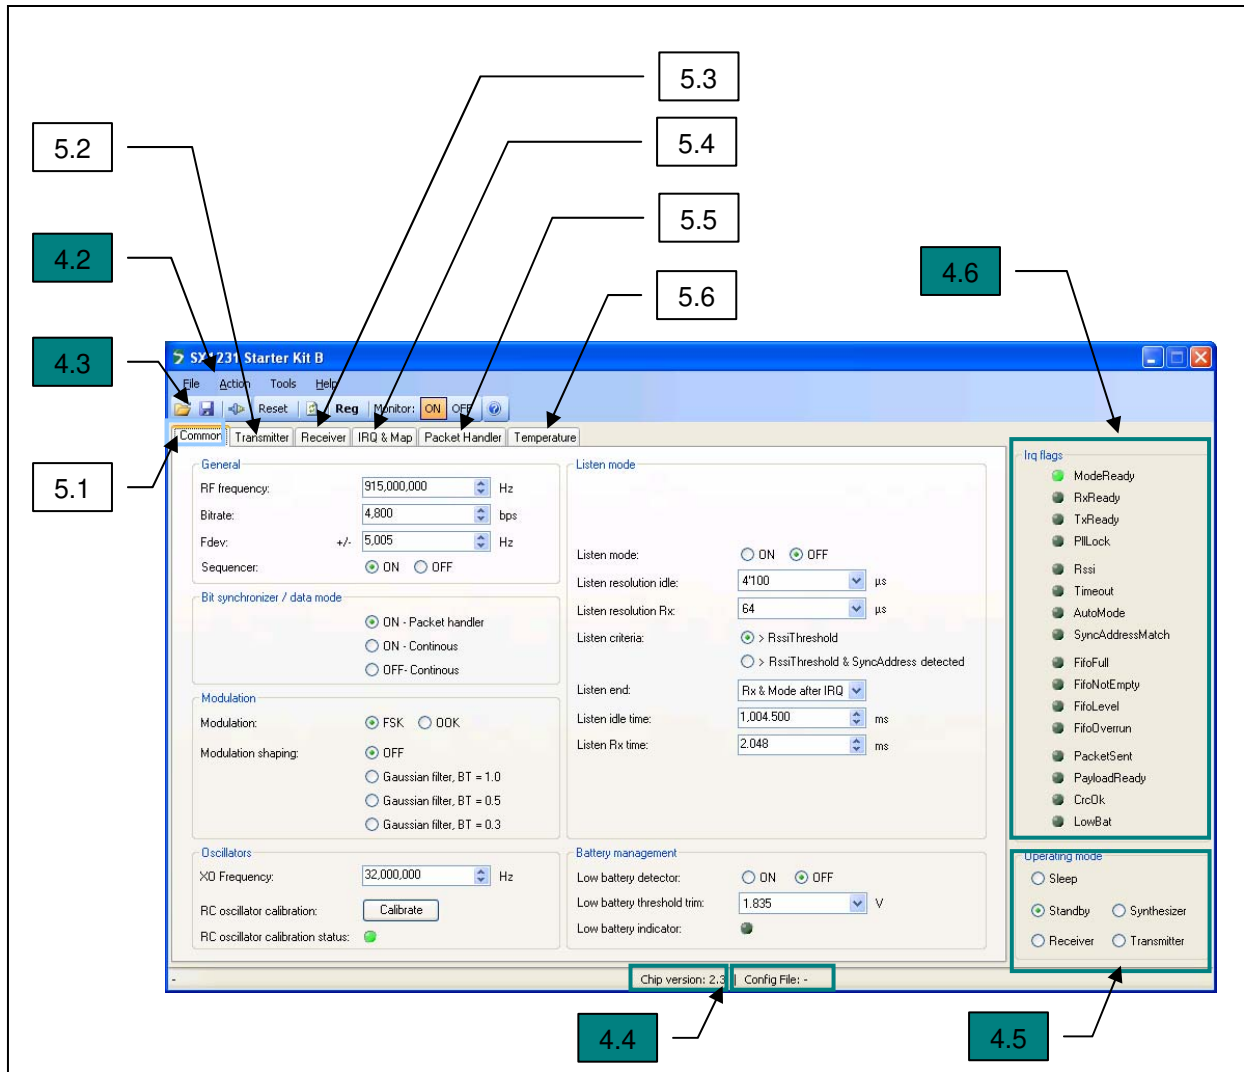 5.3
5.2
5.4
5.5
4.2
4.6
5.6
4.3
SX1231 Starter Kit B
File Action Tools Help
Reset Reg Monitor: ON OFF
Common Transmitter Receiver IRQ & Map Packet Handler Temperature
5.1
General
RF frequency: 915,000,000 Hz
Bitrate: 4,800 bps
Fdev: +/- 5,005 Hz
Sequencer: ON OFF
Bit synchronizer / data mode
ON - Packet handler
ON - Continous
OFF- Continous
Modulation
Modulation: FSK OOK
Modulation shaping: OFF
Gaussian filter, BT = 1.0
Gaussian filter, BT = 0.5
Gaussian filter, BT = 0.3
Oscillators
XO Frequency: 32,000,000 Hz
RC oscillator calibration: Calibrate
RC oscillator calibration status:
Listen mode
Listen mode: ON OFF
Listen resolution idle: 4'100 µs
Listen resolution Rx: 64 µs
Listen criteria: > RssiThreshold
> RssiThreshold & SyncAddress detected
Listen end: Rx & Mode after IRQ
Listen idle time: 1,004.500 ms
Listen Rx time: 2.048 ms
Battery management
Low battery detector: ON OFF
Low battery threshold trim: 1.835 V
Low battery indicator:
Irq flags
ModeReady
RxReady
TxReady
PllLock
Rssi
Timeout
AutoMode
SyncAddressMatch
FifoFull
FifoNotEmpty
FifoLevel
FifoOverrun
PacketSent
PayloadReady
CrcOk
LowBat
Operating mode
Sleep
Standby Synthesizer
Receiver Transmitter
- Chip version: 2.3 | Config File: -
4.4
4.5